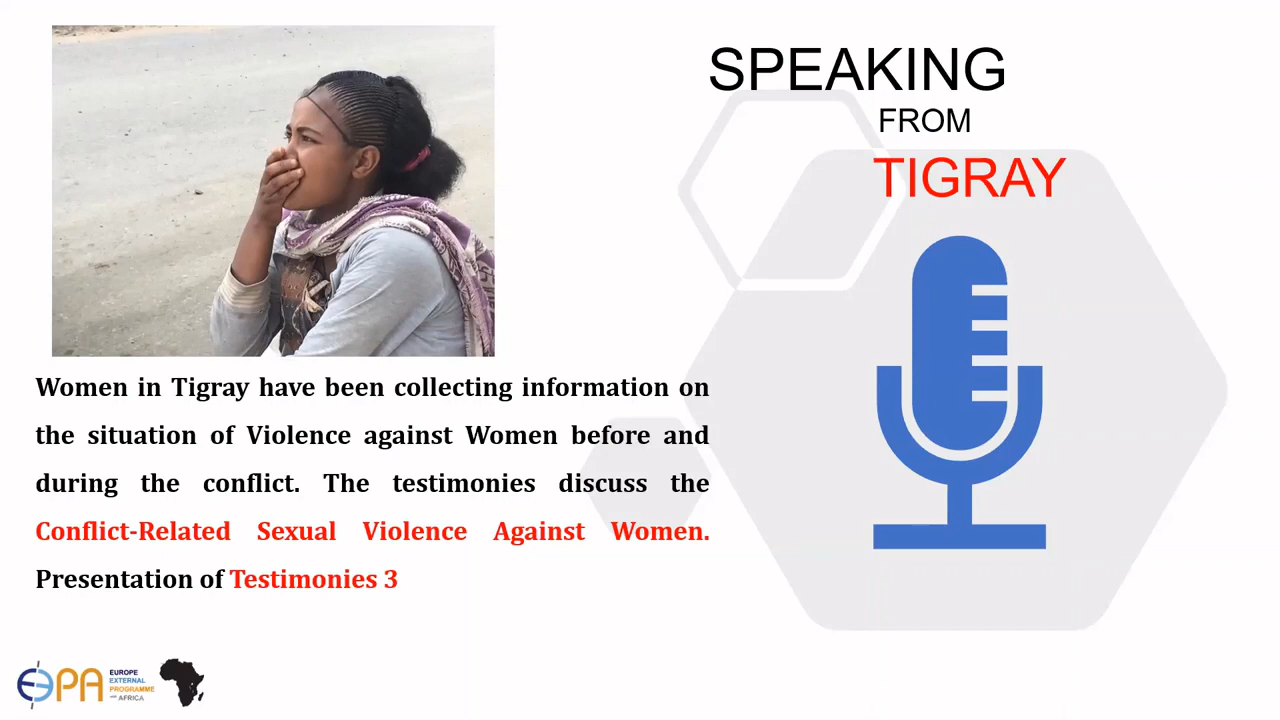 SPEAKING
FROM
TIGRAY
Women in Tigray have been collecting information on
the situation of Violence against Women before and
during the conflict. The testimonies discuss the
Conflict-Related Sexual Violence Against Women.
Presentation of Testimonies 3
EEPA
EUROPE
EXTERNAL
PROGRAMME
WITH AFRICA